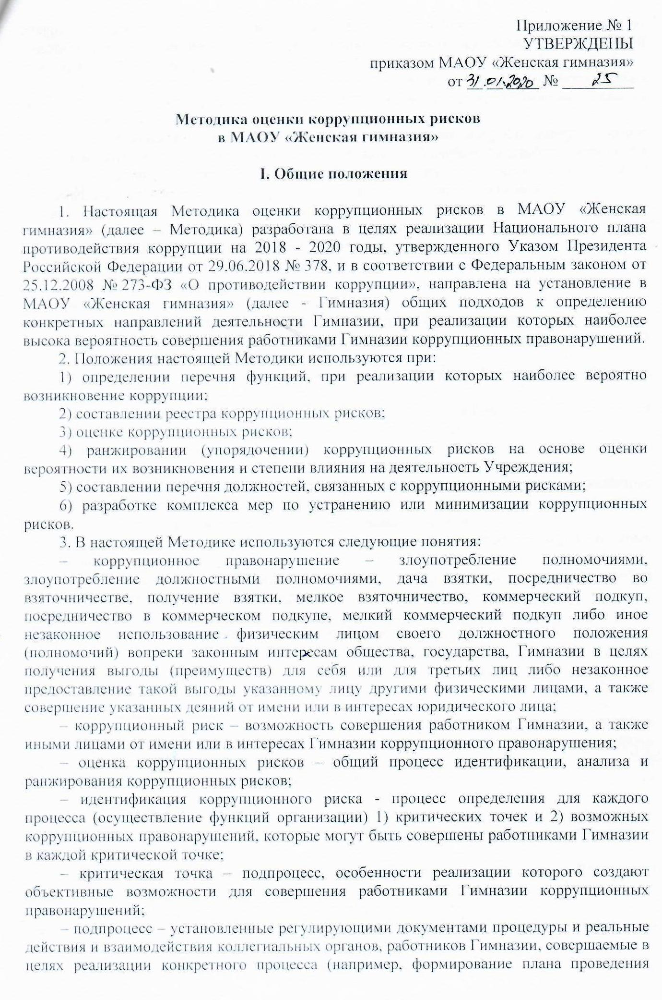 Приложение № 1
УТВЕРЖДЕНЫ
приказом МАОУ «Женская гимназия»
от 31.01.2020 № 25
Методика оценки коррупционных рисков
в МАОУ «Женская гимназия»
I. Общие положения
1. Настоящая Методика оценки коррупционных рисков в МАОУ «Женская
гимназия» (далее – Методика) разработана в целях реализации Национального плана
противодействия коррупции на 2018 - 2020 годы, утвержденного Указом Президента
Российской Федерации от 29.06.2018 № 378, и в соответствии с Федеральным законом от
25.12.2008 № 273-ФЗ «О противодействии коррупции», направлена на установление в
МАОУ «Женская гимназия» (далее - Гимназия) общих подходов к определению
конкретных направлений деятельности Гимназии, при реализации которых наиболее
высока вероятность совершения работниками Гимназии коррупционных правонарушений.
2. Положения настоящей Методики используются при:
1) определении перечня функций, при реализации которых наиболее вероятно
возникновение коррупции;
2) составлении реестра коррупционных рисков;
3) оценке коррупционных рисков;
4) ранжировании (упорядочении) коррупционных рисков на основе оценки
вероятности их возникновения и степени влияния на деятельность Учреждения;
5) составлении перечня должностей, связанных с коррупционными рисками;
6) разработке комплекса мер по устранению или минимизации коррупционных
рисков.
3. В настоящей Методике используются следующие понятия:
– коррупционное правонарушение – злоупотребление полномочиями,
злоупотребление должностными полномочиями, дача взятки, посредничество во
взяточничестве, получение взятки, мелкое взяточничество, коммерческий подкуп,
посредничество в коммерческом подкупе, мелкий коммерческий подкуп либо иное
незаконное использование физическим лицом своего должностного положения
(полномочий) вопреки законным интересам общества, государства, Гимназии в целях
получения выгоды (преимуществ) для себя или для третьих лиц либо незаконное
предоставление такой выгоды указанному лицу другими физическими лицами, а также
совершение указанных деяний от имени или в интересах юридического лица;
– коррупционный риск – возможность совершения работником Гимназии, а также
иными лицами от имени или в интересах Гимназии коррупционного правонарушения;
– оценка коррупционных рисков – общий процесс идентификации, анализа и
ранжирования коррупционных рисков;
– идентификация коррупционного риска - процесс определения для каждого
процесса (осуществление функций организации) 1) критических точек и 2) возможных
коррупционных правонарушений, которые могут быть совершены работниками Гимназии
в каждой критической точке;
– критическая точка – подпроцесс, особенности реализации которого создают
объективные возможности для совершения работниками Гимназии коррупционных
правонарушений;
– подпроцесс – установленные регулирующими документами процедуры и реальные
действия и взаимодействия коллегиальных органов, работников Гимназии, совершаемые в
целях реализации конкретного процесса (например, формирование плана проведения